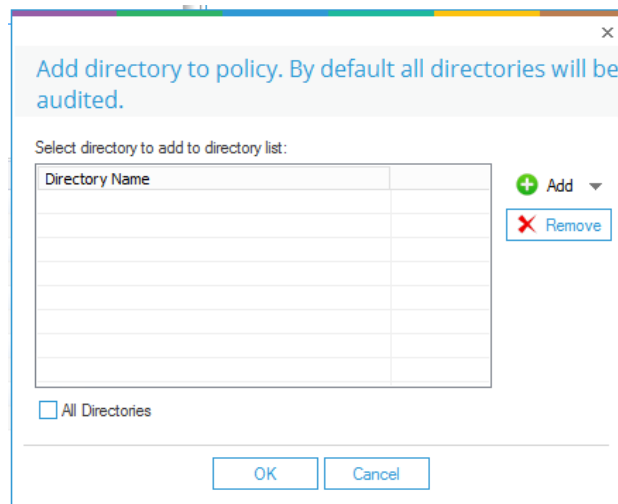 Add directory to policy. By default all directories will be
audited.
Select directory to add to directory list:
Directory Name
Add
Remove
All Directories
OK
Cancel